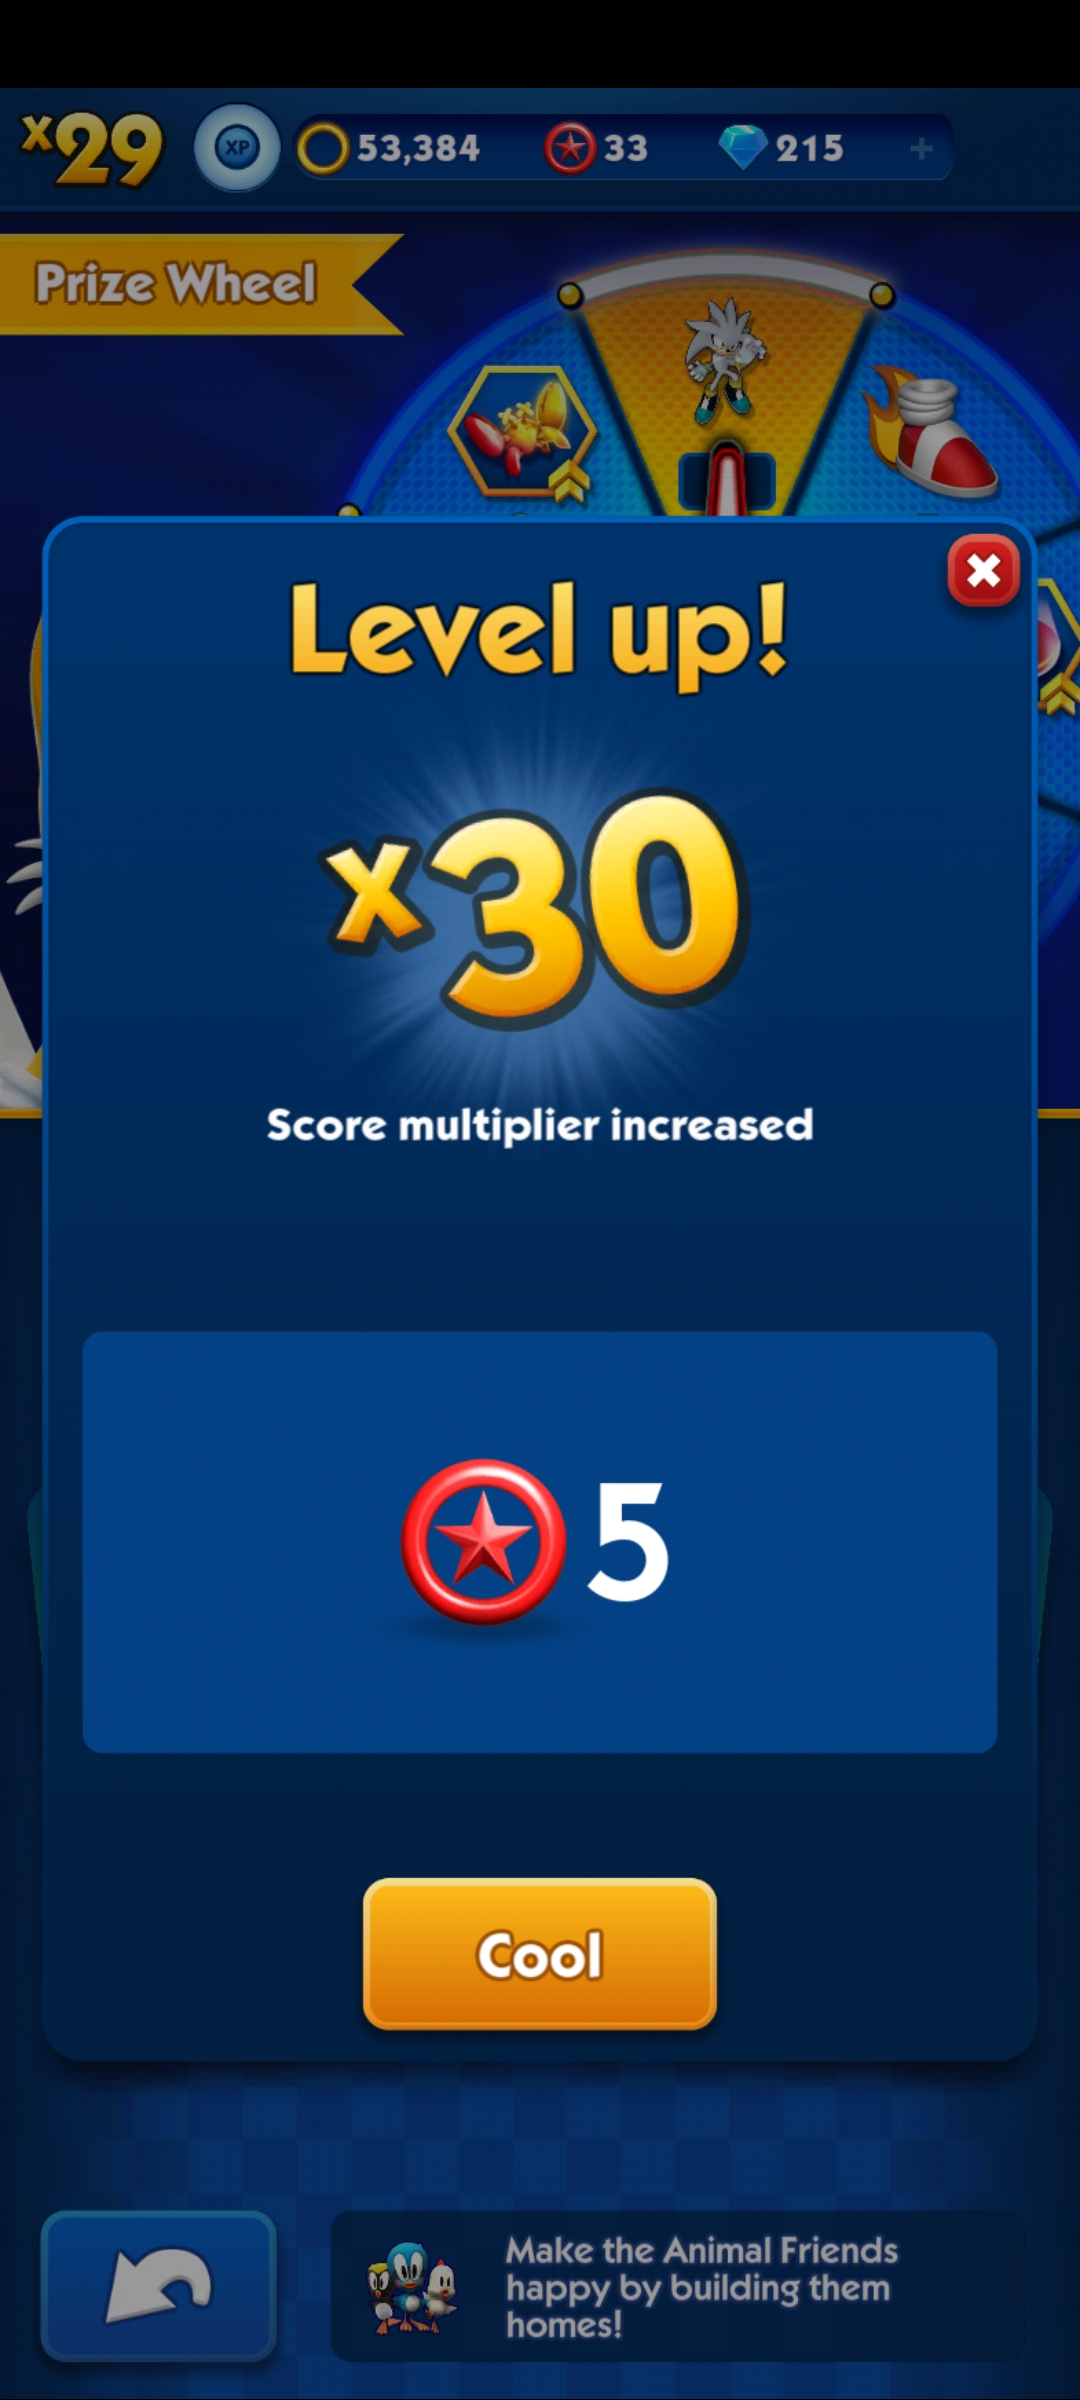 x29 XP 53,384 33 215 +
Prize Wheel
Level up!
x30
Score multiplier increased
5
Cool
Make the Animal Friends
happy by building them
homes!